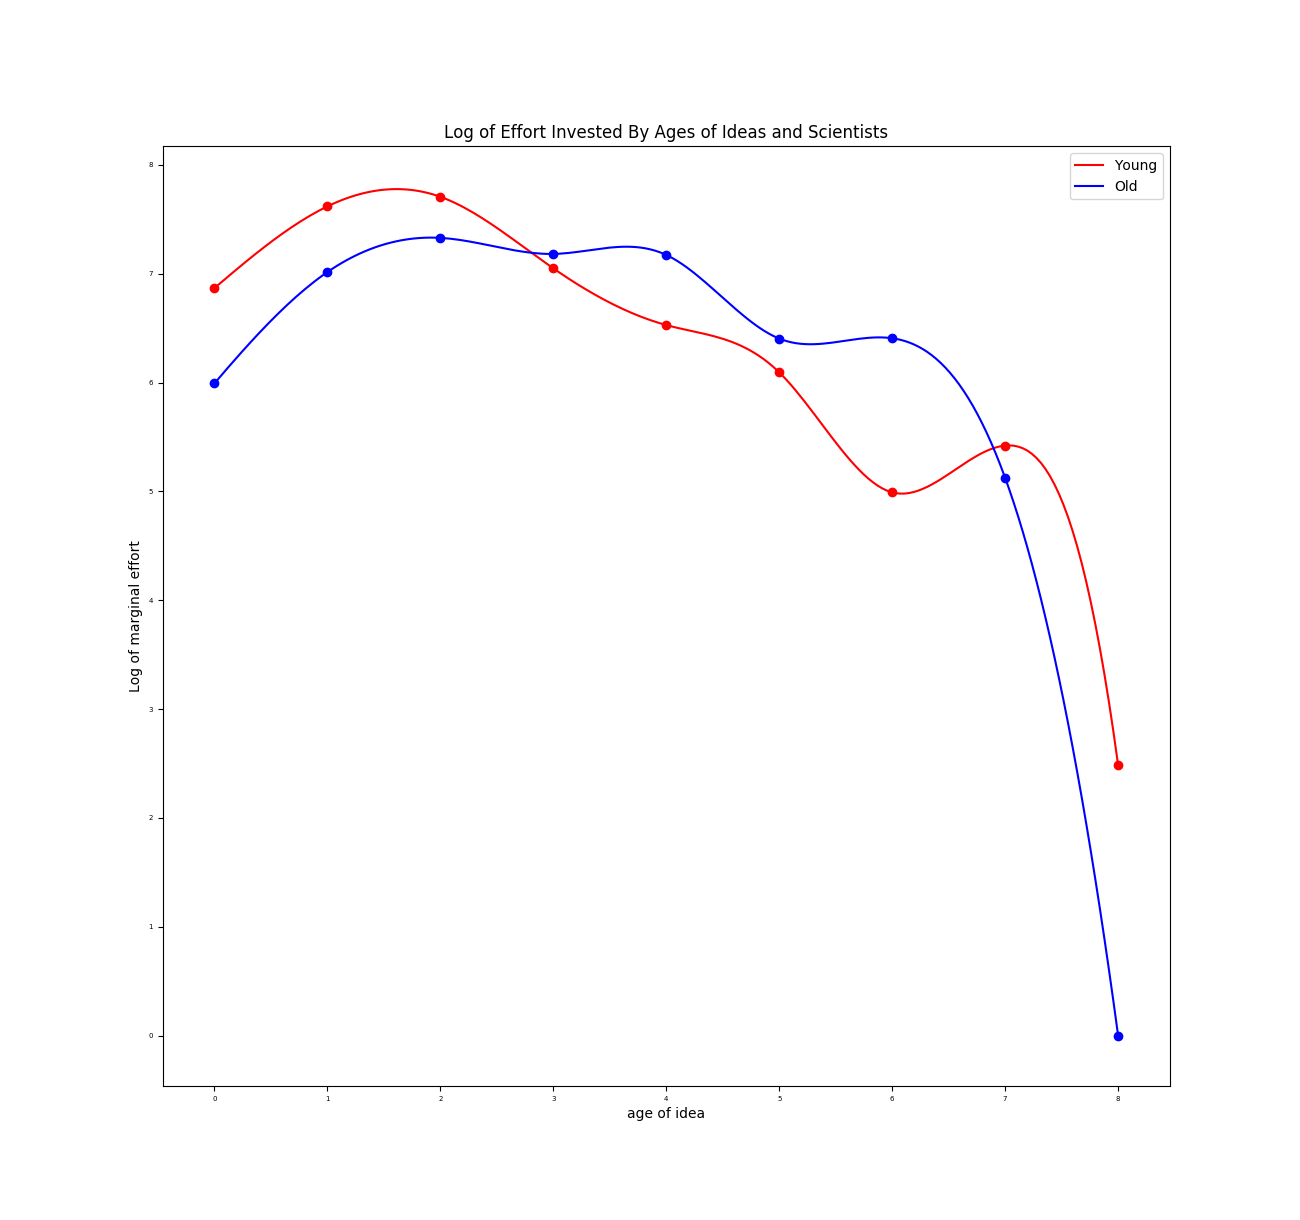 Log of Effort Invested By Ages of Ideas and Scientists
Young
Old
8
7
6
5
4
3
2
1
0
Log of marginal effort
0 1 2 3 4 5 6 7 8
age of idea